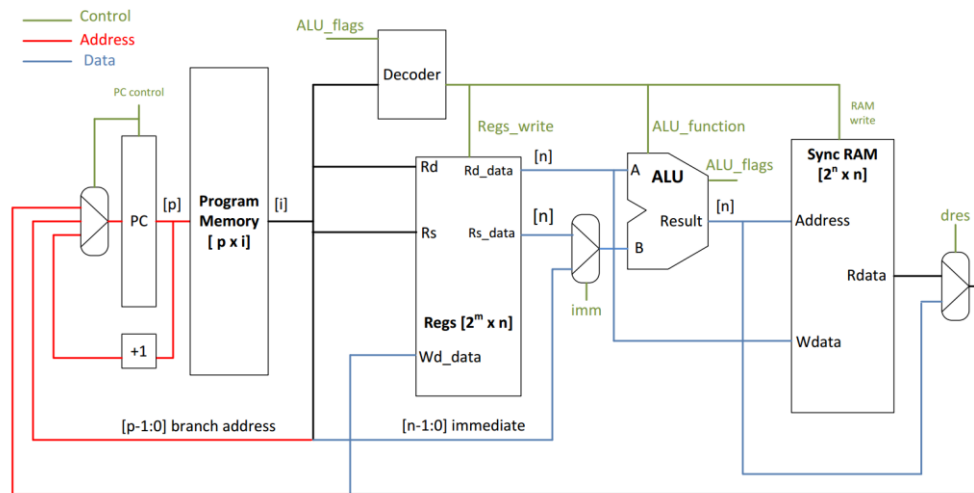 Control
Address
Data
ALU_flags
Decoder
PC control
Regs_write
ALU_function
RAM
write
PC
[p]
Program
Memory
[ p x i]
[i]
Rd
Rs
Rd_data
Rs_data
Regs [2^m x n]
Wd_data
[n]
[n]
imm
A
B
ALU
Result
ALU_flags
[n]
Sync RAM
[2^n x n]
Address
Rdata
Wdata
dres
+1
[p-1:0] branch address
[n-1:0] immediate